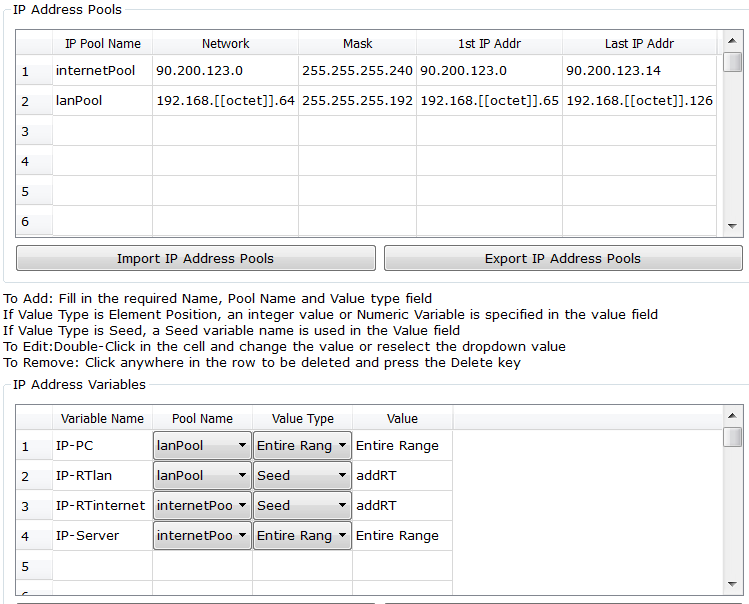 IP Address Pools
IP Pool Name Network Mask 1st IP Addr Last IP Addr
1 internetPool 90.200.123.0 255.255.255.240 90.200.123.0 90.200.123.14
2 lanPool 192.168.[[octet]].64 255.255.255.192 192.168.[[octet]].65 192.168.[[octet]].126
3
4
5
6
Import IP Address Pools Export IP Address Pools
To Add: Fill in the required Name, Pool Name and Value type field
If Value Type is Element Position, an integer value or Numeric Variable is specified in the value field
If Value Type is Seed, a Seed variable name is used in the Value field
To Edit:Double-Click in the cell and change the value or reselect the dropdown value
To Remove: Click anywhere in the row to be deleted and press the Delete key
IP Address Variables
Variable Name Pool Name Value Type Value
1 IP-PC lanPool Entire Rang Entire Range
2 IP-RTlan lanPool Seed addRT
3 IP-RTinternet internetPoo Seed addRT
4 IP-Server internetPoo Entire Rang Entire Range
5